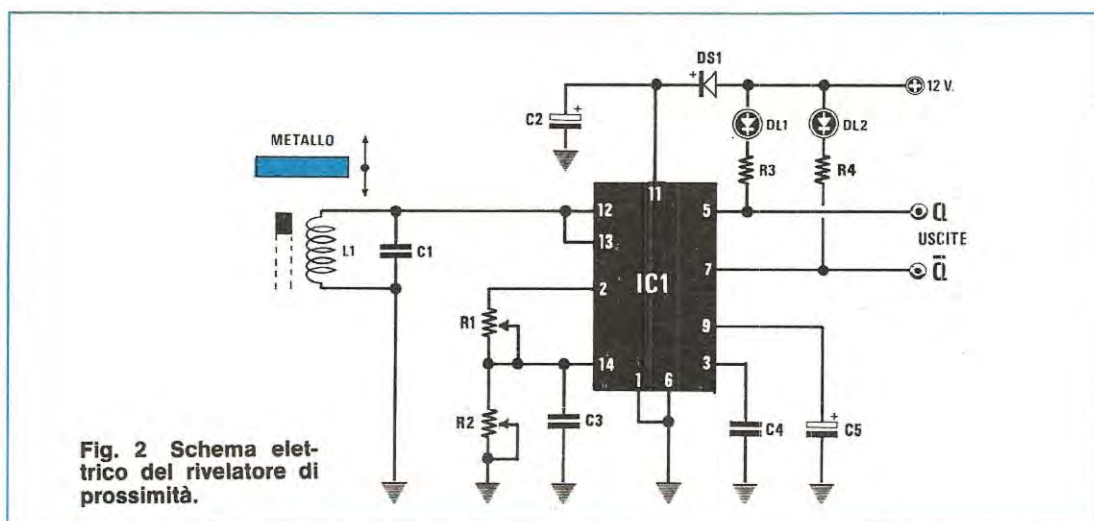 DS1
12 V.
C2
+
+
DL1
DL2
METALLO
R3
R4
11
12
5
Q
13
USCITE
L1
C1
IC1
7
Q̅
2
R1
9
14
3
1
6
R2
C3
C4
+
C5
Fig. 2 Schema elet-
trico del rivelatore di
prossimità.